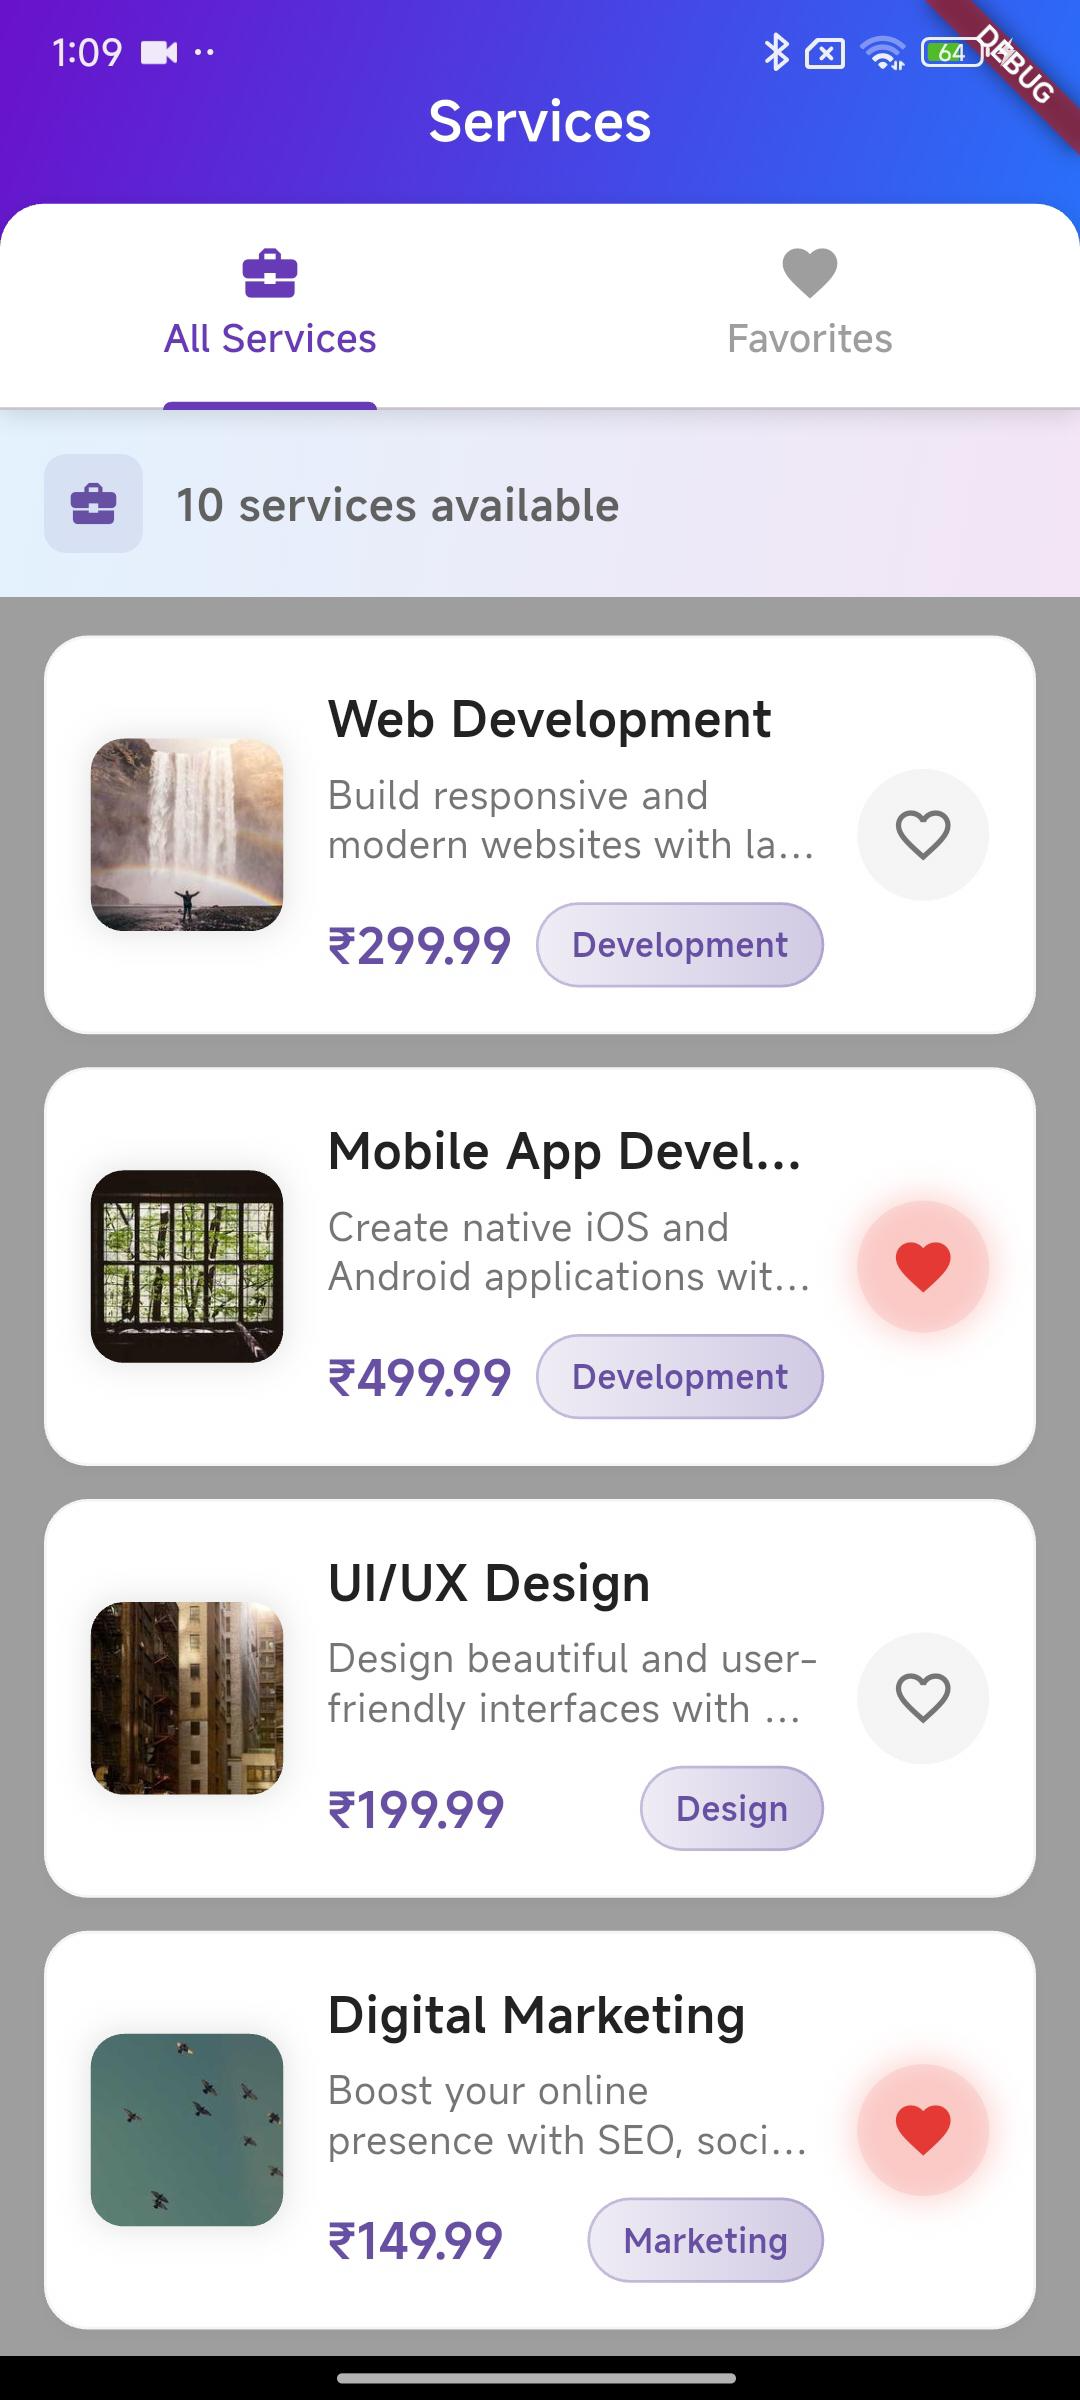 1:09
64
DEBUG
Services
All Services
Favorites
10 services available
Web Development
Build responsive and
modern websites with la...
₹299.99
Development
Mobile App Devel...
Create native iOS and
Android applications wit...
₹499.99
Development
UI/UX Design
Design beautiful and user-
friendly interfaces with ...
₹199.99
Design
Digital Marketing
Boost your online
presence with SEO, soci...
₹149.99
Marketing